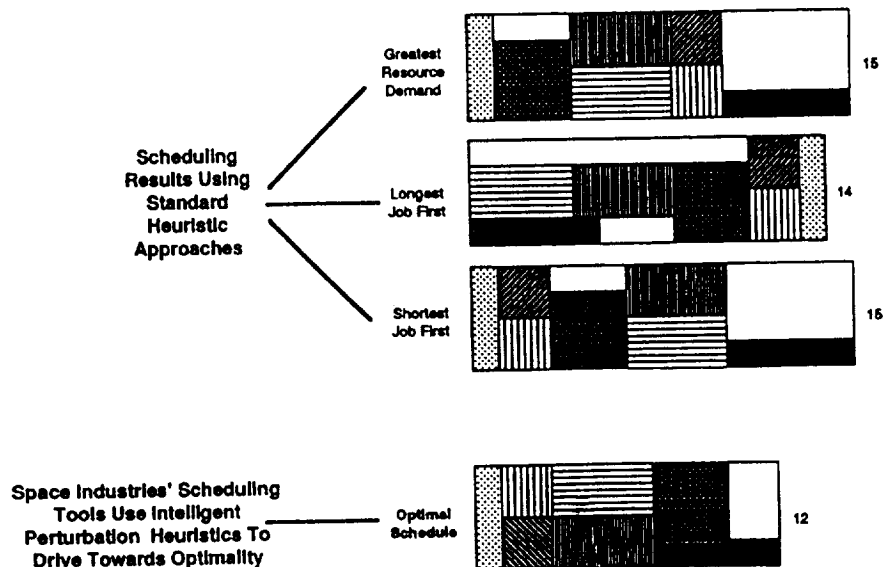 Greatest
Resource
Demand
15
Scheduling
Results Using
Standard
Heuristic
Approaches
Longest
Job First
14
Shortest
Job First
15
Space Industries' Scheduling
Tools Use Intelligent
Perturbation Heuristics To
Drive Towards Optimality
Optimal
Schedule
12